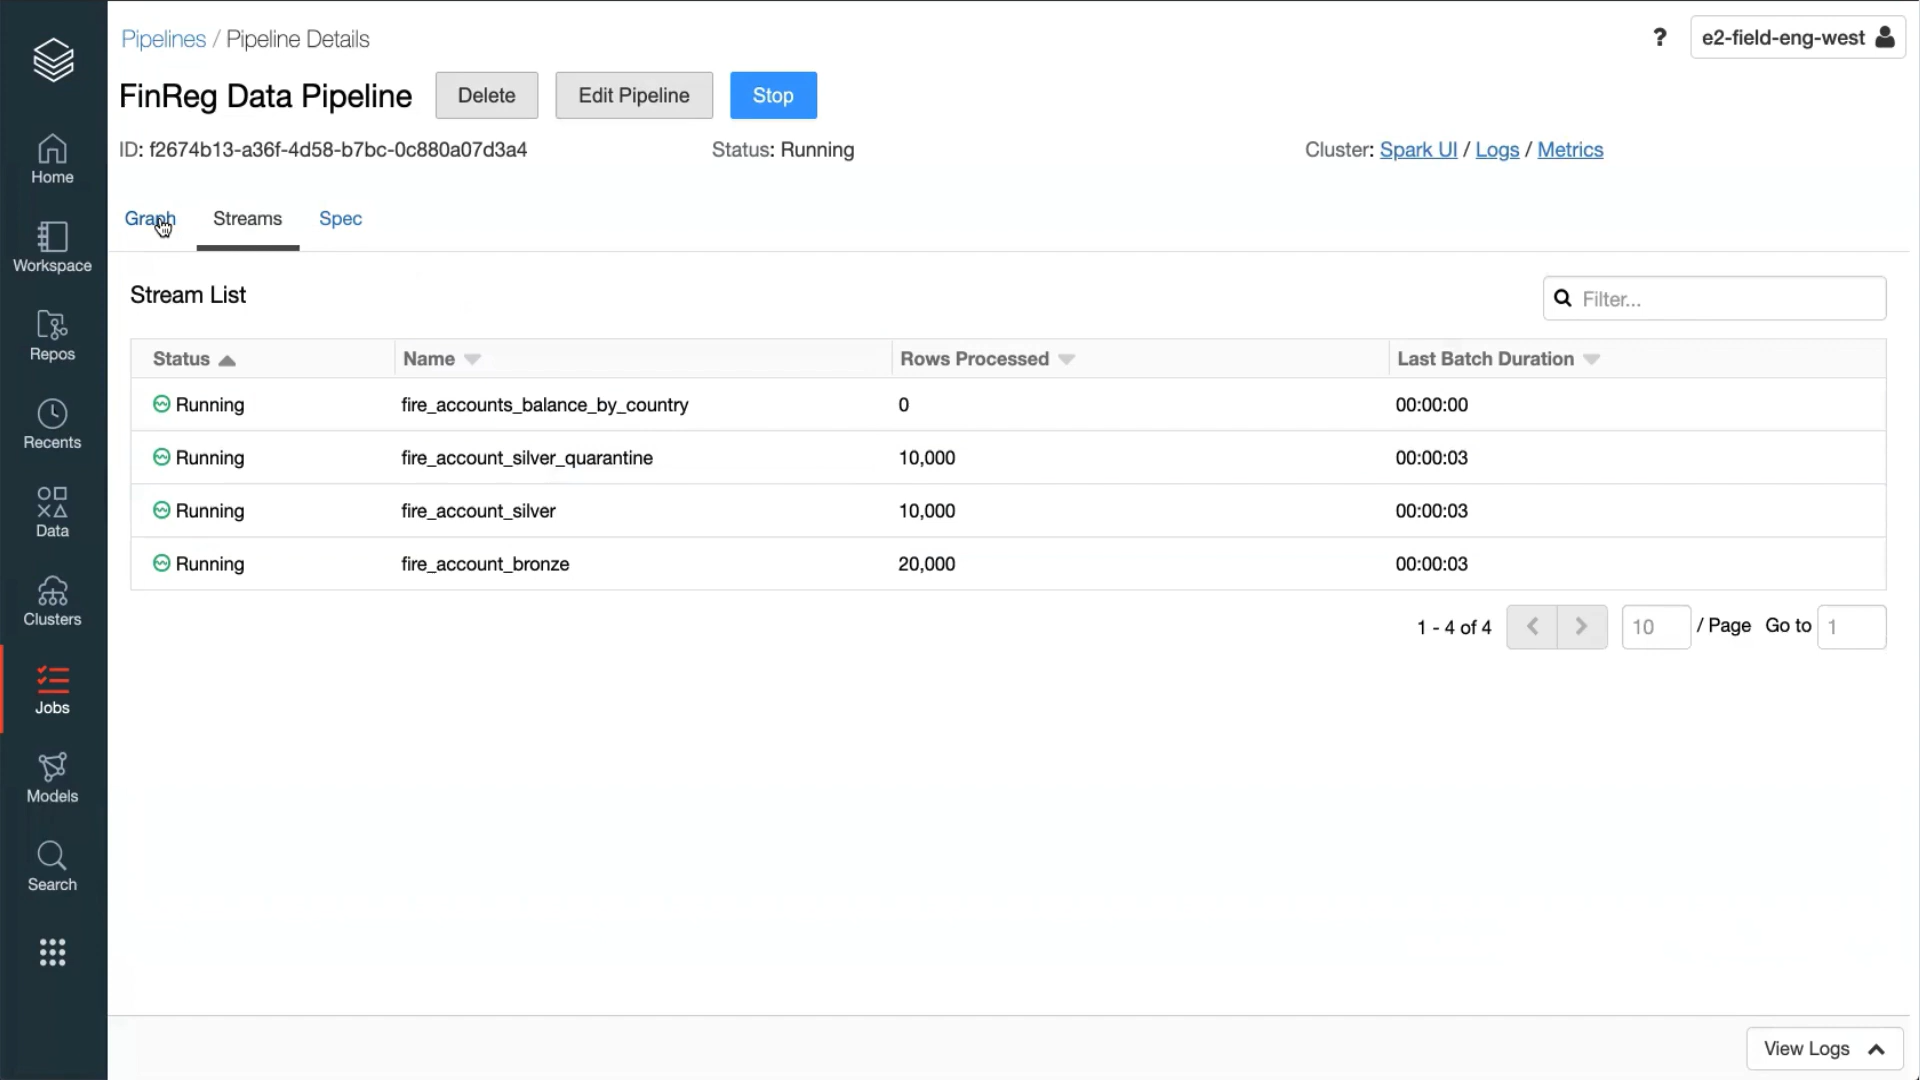 Pipelines / Pipeline Details
? e2-field-eng-west
FinReg Data Pipeline Delete Edit Pipeline Stop
ID: f2674b13-a36f-4d58-b7bc-0c880a07d3a4 Status: Running Cluster: Spark UI / Logs / Metrics
Home
Workspace
Repos
Recents
Data
Clusters
Jobs
Models
Search
Graph Streams Spec
Stream List Filter...
Status Name Rows Processed Last Batch Duration
Running fire_accounts_balance_by_country 0 00:00:00
Running fire_account_silver_quarantine 10,000 00:00:03
Running fire_account_silver 10,000 00:00:03
Running fire_account_bronze 20,000 00:00:03
1 - 4 of 4 10 / Page Go to 1
View Logs